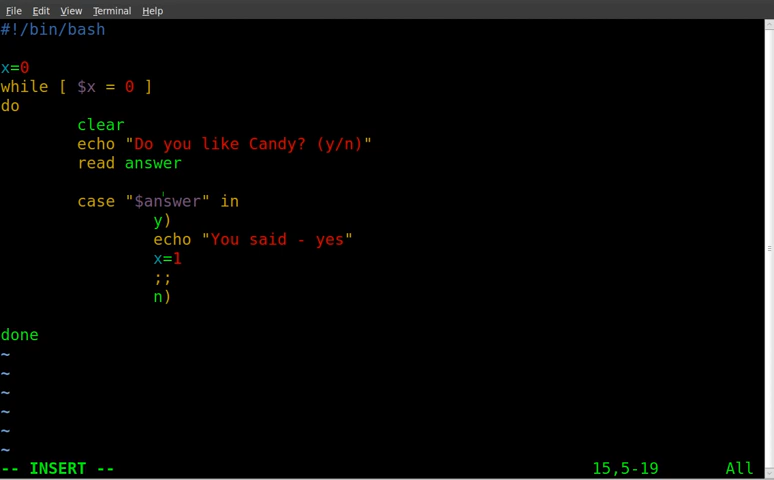 File Edit View Terminal Help
#!/bin/bash
x=0
while [ $x = 0 ]
do
clear
echo "Do you like Candy? (y/n)"
read answer
case "$answer" in
y)
echo "You said - yes"
x=1
;;
n)
done
~
~
~
~
~
~
-- INSERT -- 15,5-19 All